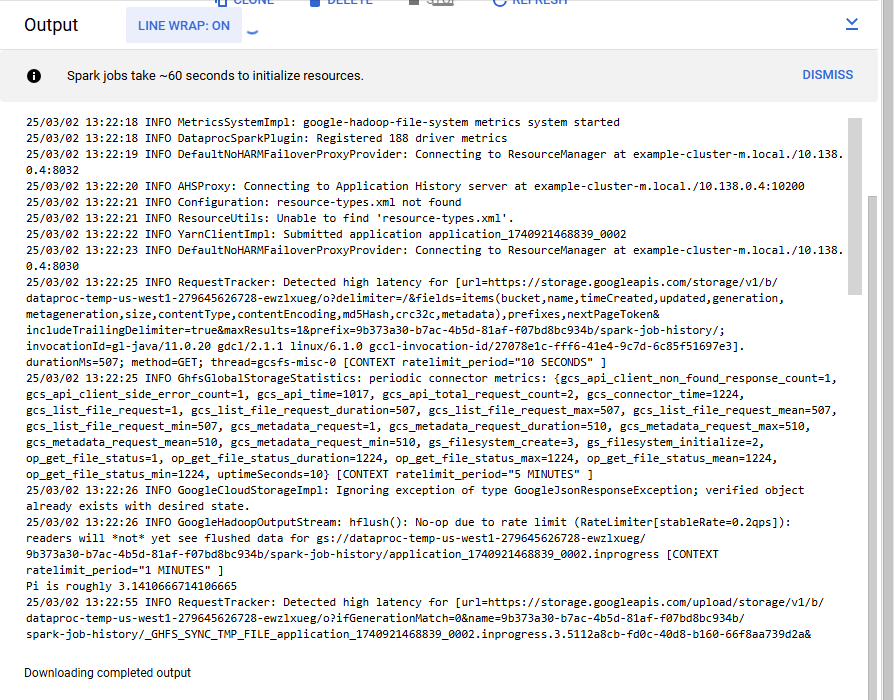 CLONE DELETE STOP REFRESH
Output LINE WRAP: ON
Spark jobs take ~60 seconds to initialize resources. DISMISS
25/03/02 13:22:18 INFO MetricsSystemImpl: google-hadoop-file-system metrics system started
25/03/02 13:22:18 INFO DataprocSparkPlugin: Registered 188 driver metrics
25/03/02 13:22:19 INFO DefaultNoHARMFailoverProxyProvider: Connecting to ResourceManager at example-cluster-m.local./10.138.
0.4:8032
25/03/02 13:22:20 INFO AHSProxy: Connecting to Application History server at example-cluster-m.local./10.138.0.4:10200
25/03/02 13:22:21 INFO Configuration: resource-types.xml not found
25/03/02 13:22:21 INFO ResourceUtils: Unable to find 'resource-types.xml'.
25/03/02 13:22:22 INFO YarnClientImpl: Submitted application application_1740921468839_0002
25/03/02 13:22:23 INFO DefaultNoHARMFailoverProxyProvider: Connecting to ResourceManager at example-cluster-m.local./10.138.
0.4:8030
25/03/02 13:22:25 INFO RequestTracker: Detected high latency for [url=https://storage.googleapis.com/storage/v1/b/
dataproc-temp-us-west1-279645626728-ewzlxueg/o?delimiter=/&fields=items(bucket,name,timeCreated,updated,generation,
metageneration,size,contentType,contentEncoding,md5Hash,crc32c,metadata),prefixes,nextPageToken&
includeTrailingDelimiter=true&maxResults=1&prefix=9b373a30-b7ac-4b5d-81af-f07bd8bc934b/spark-job-history/;
invocationId=gl-java/11.0.20 gdcl/2.1.1 linux/6.1.0 gccl-invocation-id/27078e1c-fff6-41e4-9c7d-6c85f51697e3].
durationMs=507; method=GET; thread=gcsfs-misc-0 [CONTEXT ratelimit_period="10 SECONDS" ]
25/03/02 13:22:25 INFO GhfsGlobalStorageStatistics: periodic connector metrics: {gcs_api_client_non_found_response_count=1,
gcs_api_client_side_error_count=1, gcs_api_time=1017, gcs_api_total_request_count=2, gcs_connector_time=1224,
gcs_list_file_request=1, gcs_list_file_request_duration=507, gcs_list_file_request_max=507, gcs_list_file_request_mean=507,
gcs_list_file_request_min=507, gcs_metadata_request=1, gcs_metadata_request_duration=510, gcs_metadata_request_max=510,
gcs_metadata_request_mean=510, gcs_metadata_request_min=510, gs_filesystem_create=3, gs_filesystem_initialize=2,
op_get_file_status=1, op_get_file_status_duration=1224, op_get_file_status_max=1224, op_get_file_status_mean=1224,
op_get_file_status_min=1224, uptimeSeconds=10} [CONTEXT ratelimit_period="5 MINUTES" ]
25/03/02 13:22:26 INFO GoogleCloudStorageImpl: Ignoring exception of type GoogleJsonResponseException; verified object
already exists with desired state.
25/03/02 13:22:26 INFO GoogleHadoopOutputStream: hflush(): No-op due to rate limit (RateLimiter[stableRate=0.2qps]):
readers will *not* yet see flushed data for gs://dataproc-temp-us-west1-279645626728-ewzlxueg/
9b373a30-b7ac-4b5d-81af-f07bd8bc934b/spark-job-history/application_1740921468839_0002.inprogress [CONTEXT
ratelimit_period="1 MINUTES" ]
Pi is roughly 3.1410666714106665
25/03/02 13:22:55 INFO RequestTracker: Detected high latency for [url=https://storage.googleapis.com/upload/storage/v1/b/
dataproc-temp-us-west1-279645626728-ewzlxueg/o?ifGenerationMatch=0&name=9b373a30-b7ac-4b5d-81af-f07bd8bc934b/
spark-job-history/_GHFS_SYNC_TMP_FILE_application_1740921468839_0002.inprogress.3.5112a8cb-fd0c-40d8-b160-66f8aa739d2a&
Downloading completed output